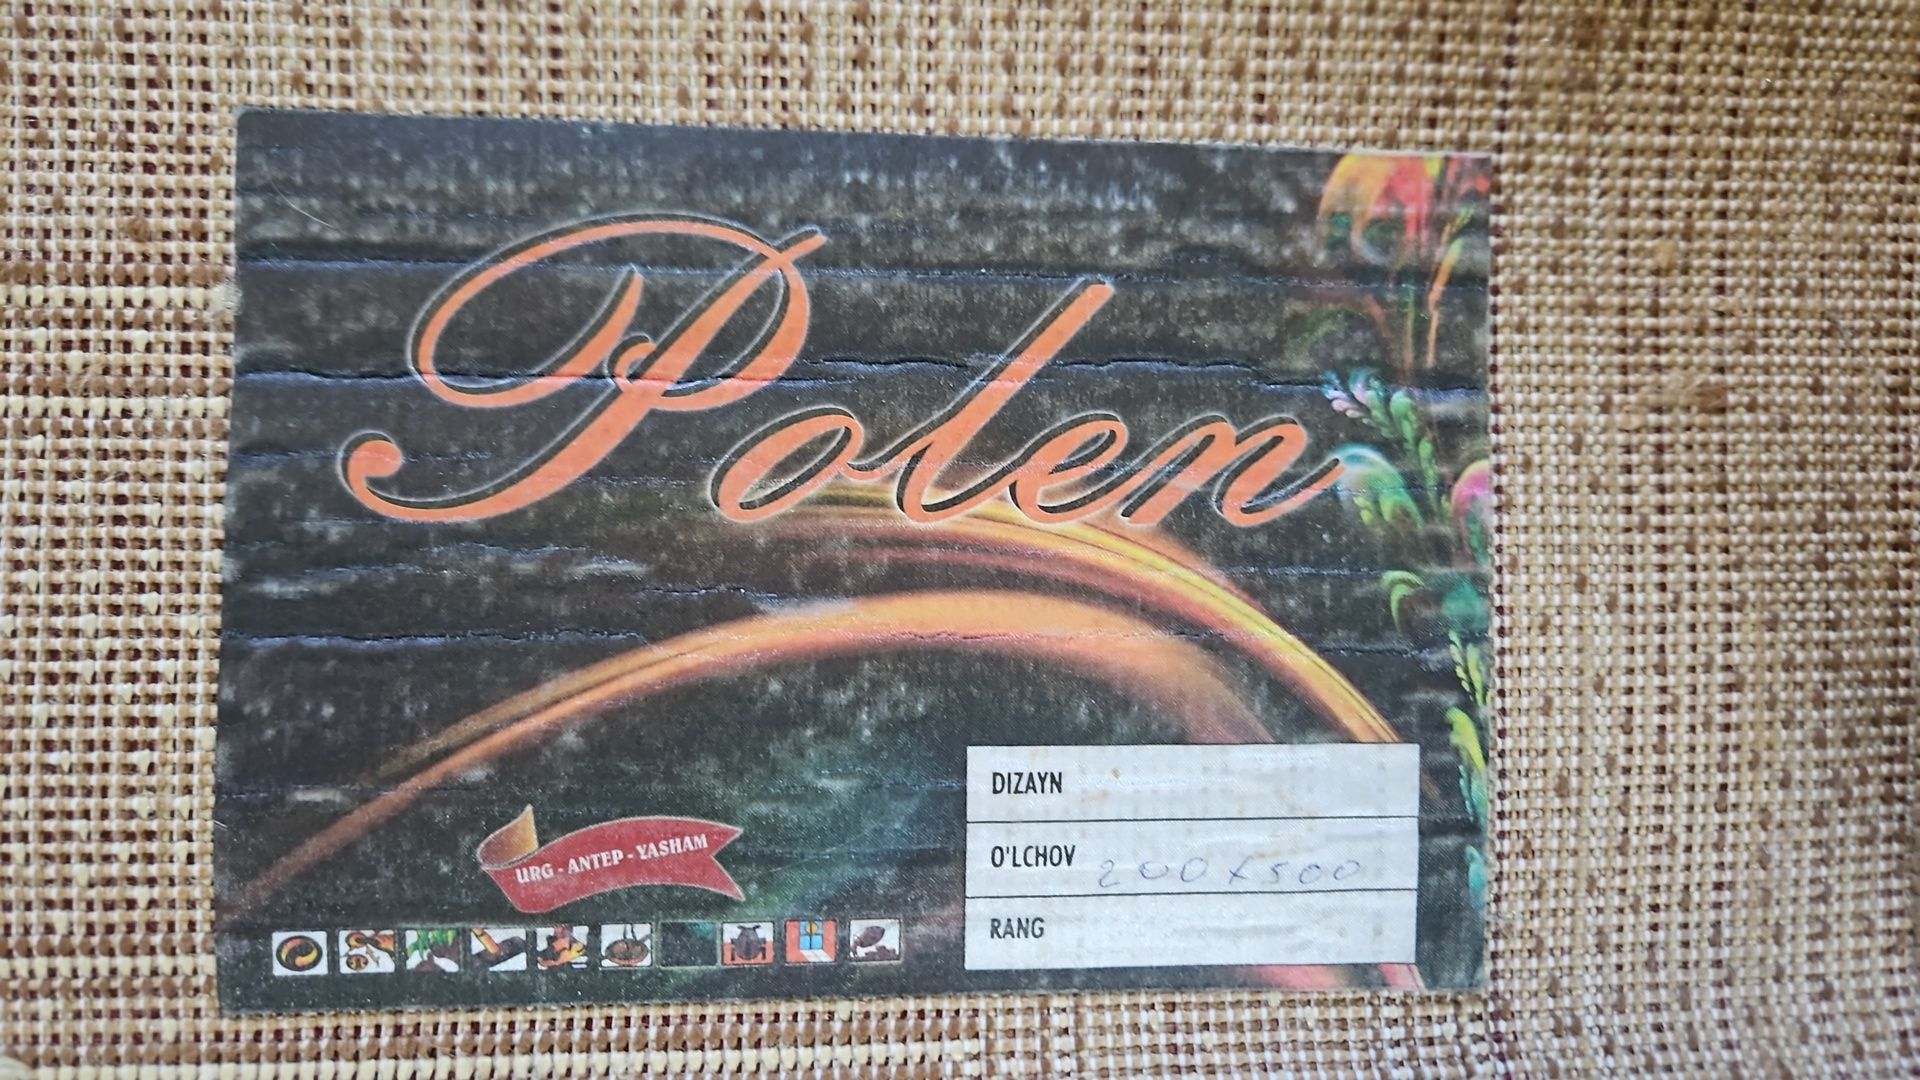 Polen
URG - ANTEP - YASHAM
DIZAYN
O'LCHOV 200x500
RANG